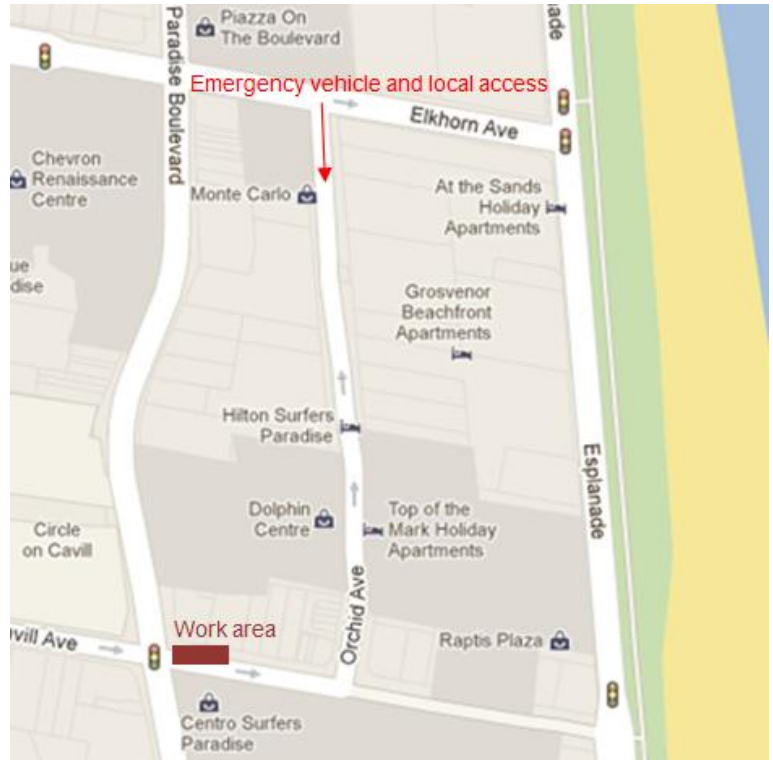 Piazza On
The Boulevard
Paradise Boulevard
ade
Emergency vehicle and local access
Elkhorn Ave
Chevron
Renaissance
Centre
Monte Carlo
At the Sands
Holiday
Apartments
ue
dise
Grosvenor
Beachfront
Apartments
Hilton Surfers
Paradise
Esplanade
Dolphin
Centre
Top of the
Mark Holiday
Apartments
Circle
on Cavill
Orchid Ave
Work area
vill Ave
Raptis Plaza
Centro Surfers
Paradise